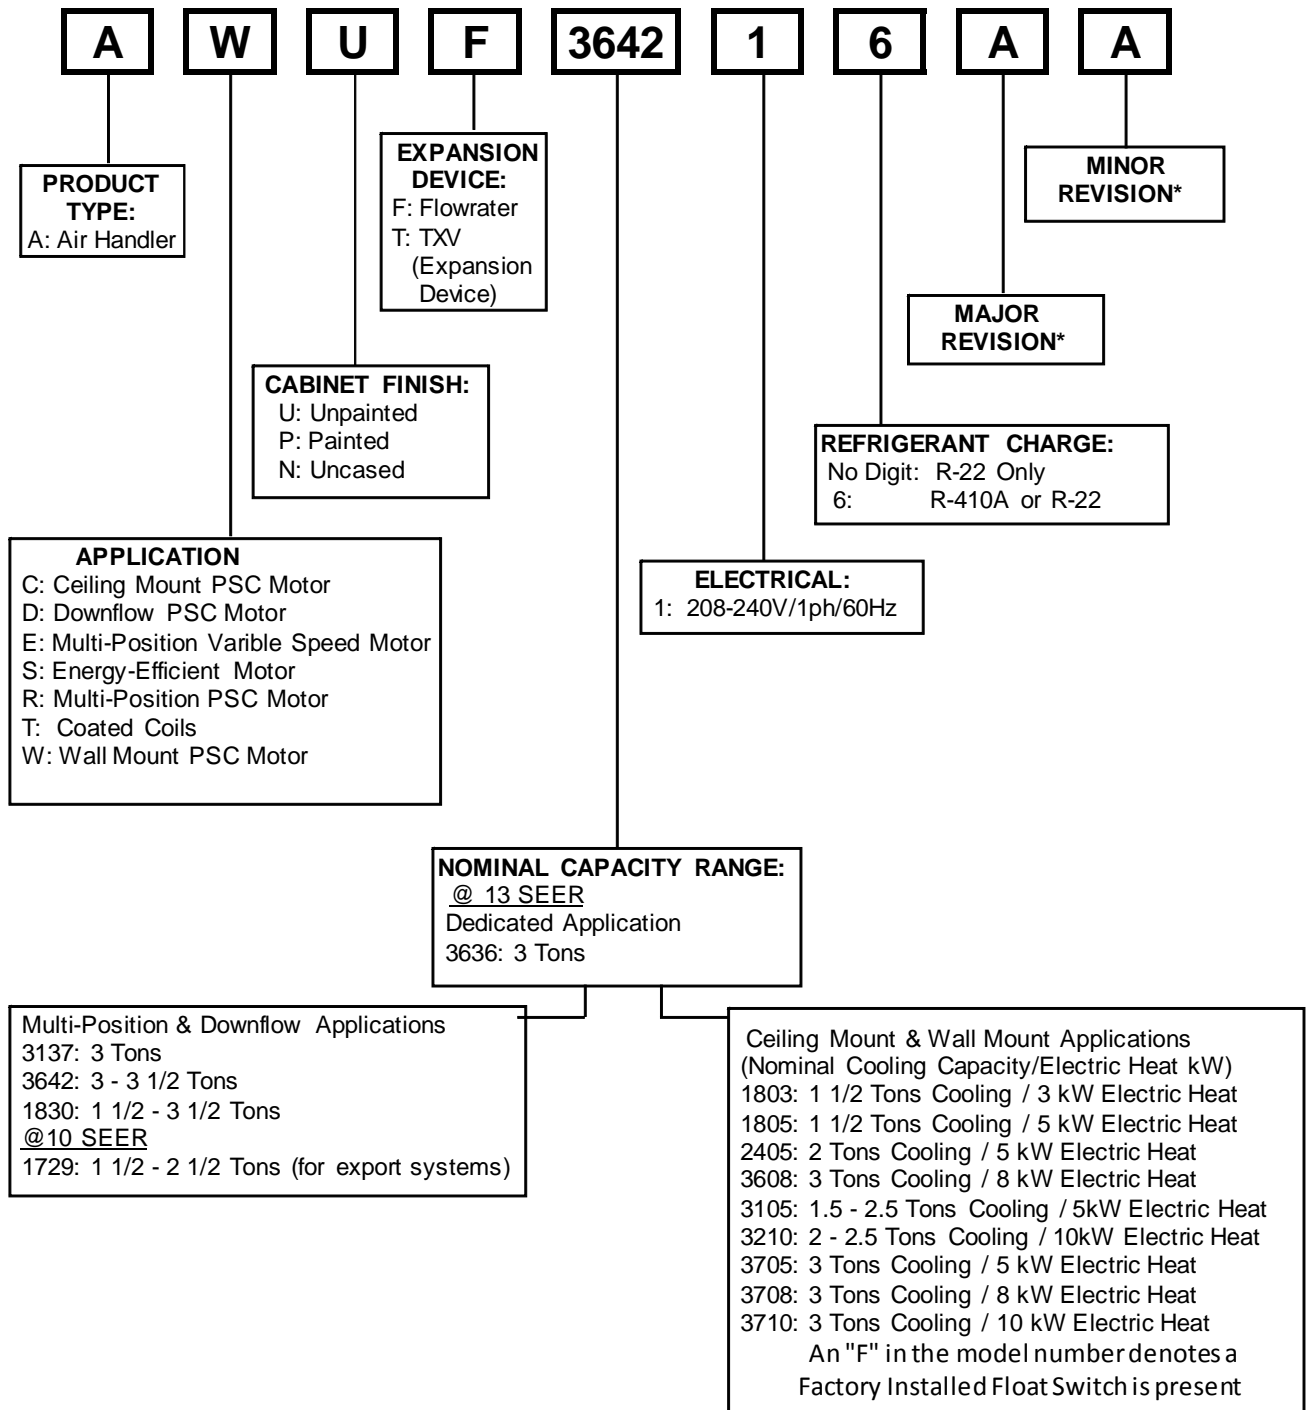 A W U F 3642 1 6 A A
PRODUCT
TYPE:
A: Air Handler
EXPANSION
DEVICE:
F: Flowrater
T: TXV
(Expansion
Device)
MINOR
REVISION*
MAJOR
REVISION*
CABINET FINISH:
U: Unpainted
P: Painted
N: Uncased
REFRIGERANT CHARGE:
No Digit: R-22 Only
6: R-410A or R-22
APPLICATION
C: Ceiling Mount PSC Motor
D: Downflow PSC Motor
E: Multi-Position Varible Speed Motor
S: Energy-Efficient Motor
R: Multi-Position PSC Motor
T: Coated Coils
W: Wall Mount PSC Motor
ELECTRICAL:
1: 208-240V/1ph/60Hz
NOMINAL CAPACITY RANGE:
@ 13 SEER
Dedicated Application
3636: 3 Tons
Multi-Position & Downflow Applications
3137: 3 Tons
3642: 3 - 3 1/2 Tons
1830: 1 1/2 - 3 1/2 Tons
@10 SEER
1729: 1 1/2 - 2 1/2 Tons (for export systems)
Ceiling Mount & Wall Mount Applications
(Nominal Cooling Capacity/Electric Heat kW)
1803: 1 1/2 Tons Cooling / 3 kW Electric Heat
1805: 1 1/2 Tons Cooling / 5 kW Electric Heat
2405: 2 Tons Cooling / 5 kW Electric Heat
3608: 3 Tons Cooling / 8 kW Electric Heat
3105: 1.5 - 2.5 Tons Cooling / 5kW Electric Heat
3210: 2 - 2.5 Tons Cooling / 10kW Electric Heat
3705: 3 Tons Cooling / 5 kW Electric Heat
3708: 3 Tons Cooling / 8 kW Electric Heat
3710: 3 Tons Cooling / 10 kW Electric Heat
An "F" in the model number denotes a
Factory Installed Float Switch is present